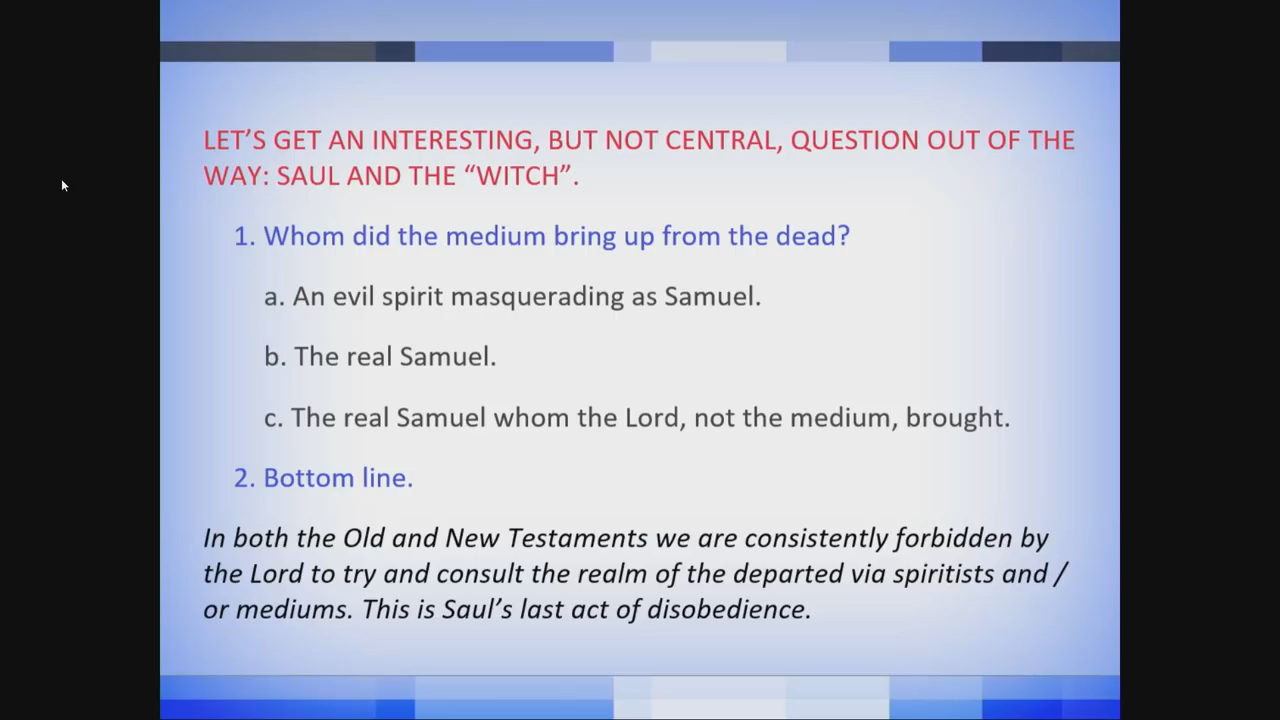 LET’S GET AN INTERESTING, BUT NOT CENTRAL, QUESTION OUT OF THE
WAY: SAUL AND THE “WITCH”.
1. Whom did the medium bring up from the dead?
a. An evil spirit masquerading as Samuel.
b. The real Samuel.
c. The real Samuel whom the Lord, not the medium, brought.
2. Bottom line.
In both the Old and New Testaments we are consistently forbidden by
the Lord to try and consult the realm of the departed via spiritists and /
or mediums. This is Saul’s last act of disobedience.